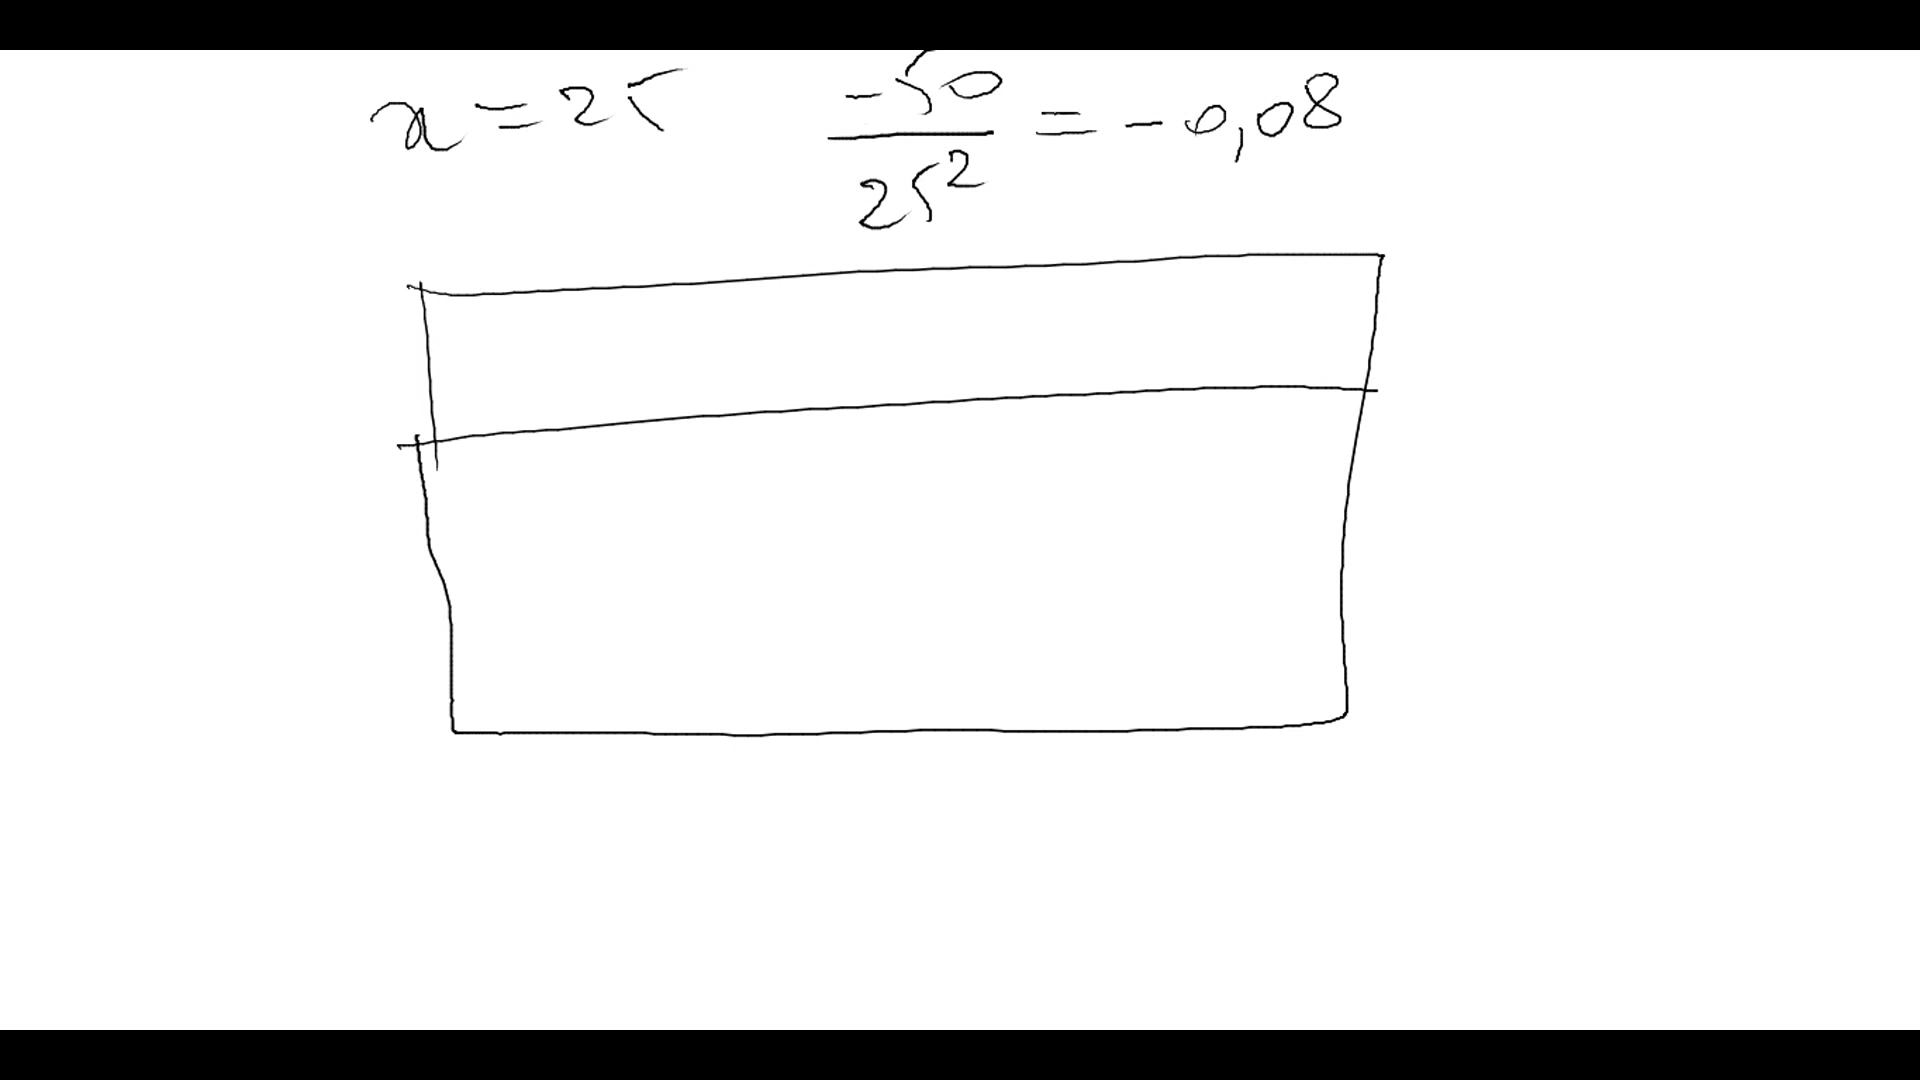 x = 25 -50/25² = -0,08